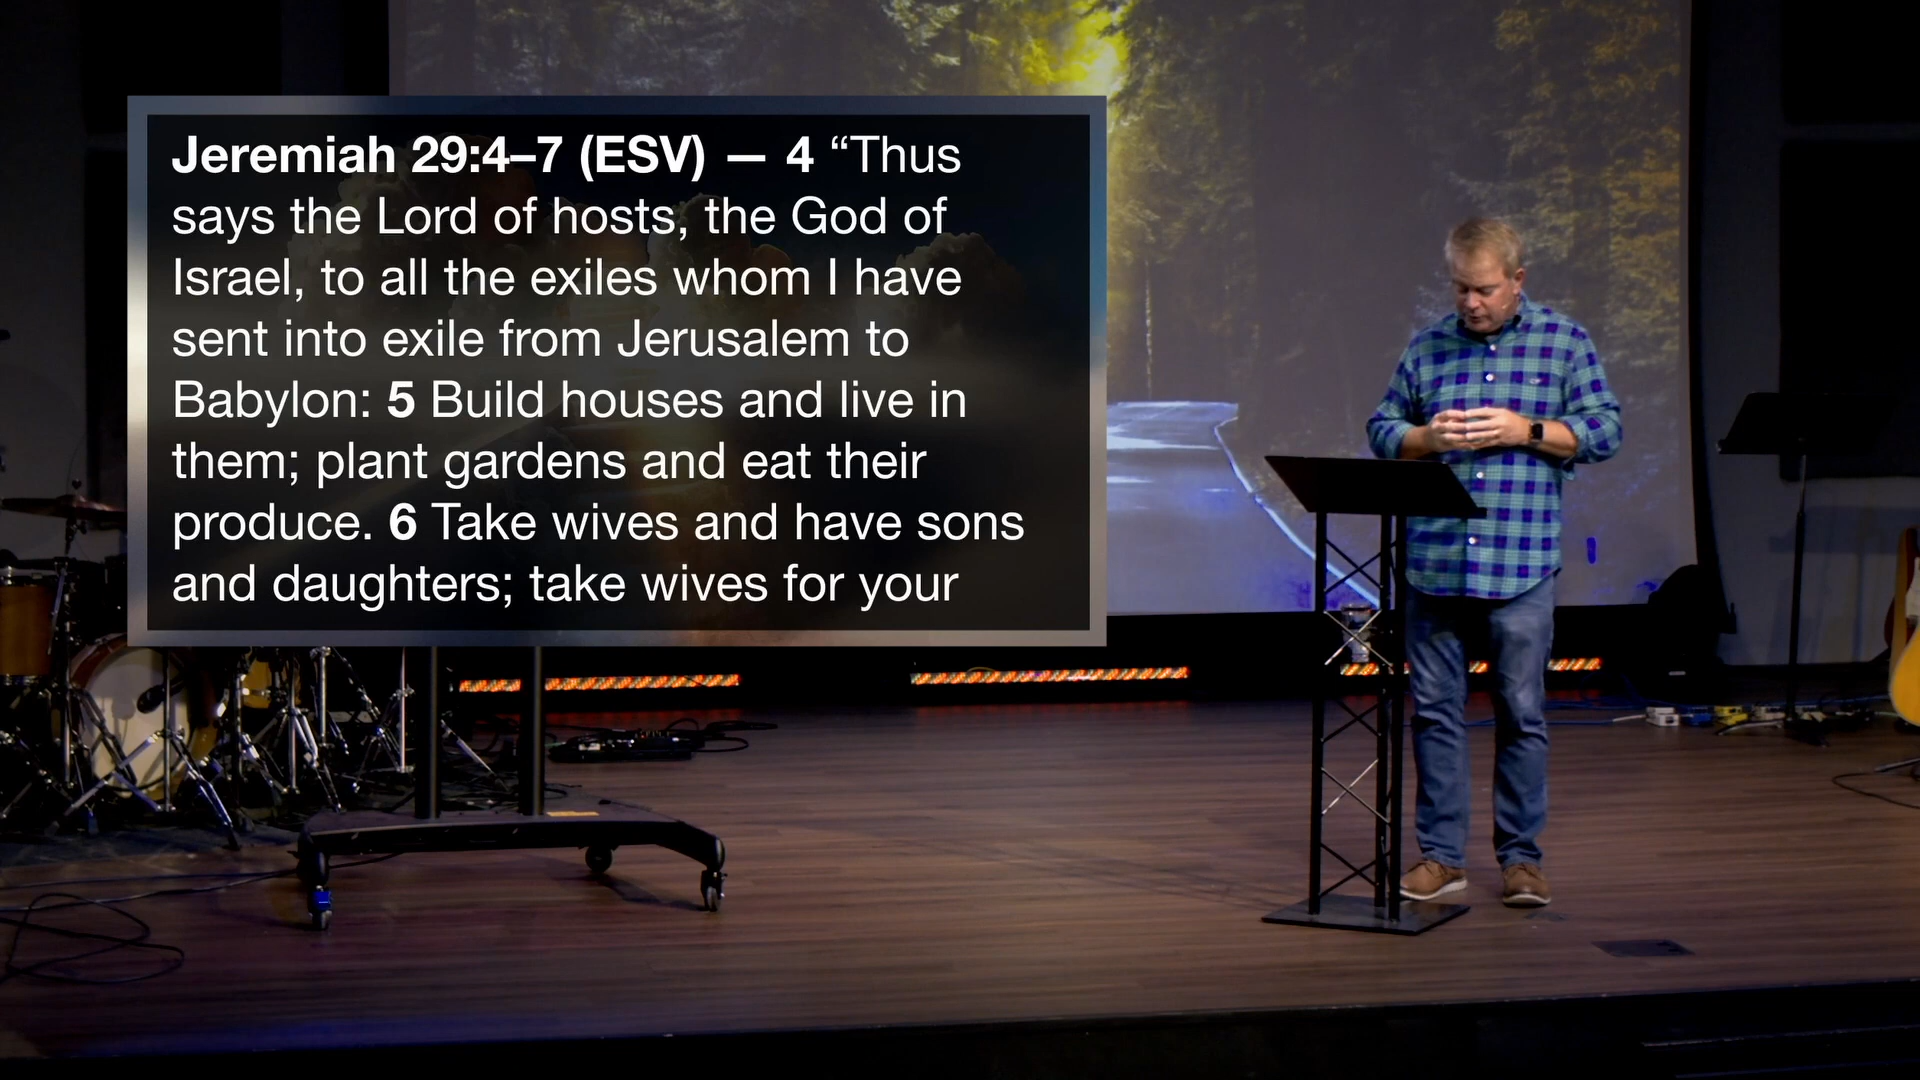 Jeremiah 29:4–7 (ESV) — 4 “Thus
says the Lord of hosts, the God of
Israel, to all the exiles whom I have
sent into exile from Jerusalem to
Babylon: 5 Build houses and live in
them; plant gardens and eat their
produce. 6 Take wives and have sons
and daughters; take wives for your